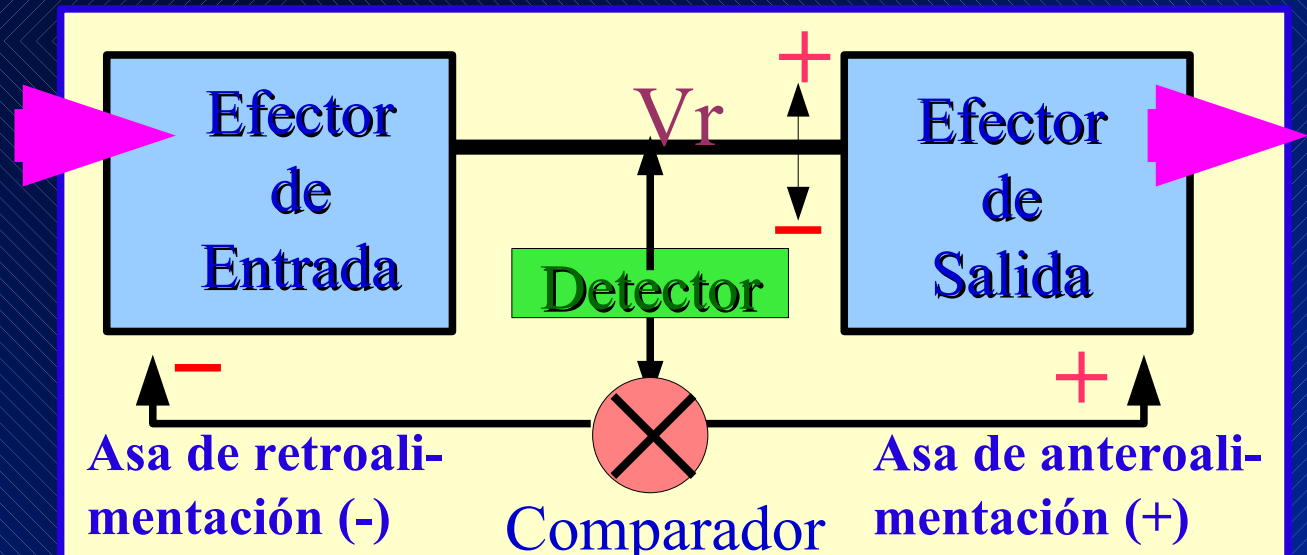 Efector
de
Entrada
Vr
+
−
Efector
de
Salida
Detector
−
+
Asa de retroali-
mentación (-)
Comparador
Asa de anteroali-
mentación (+)